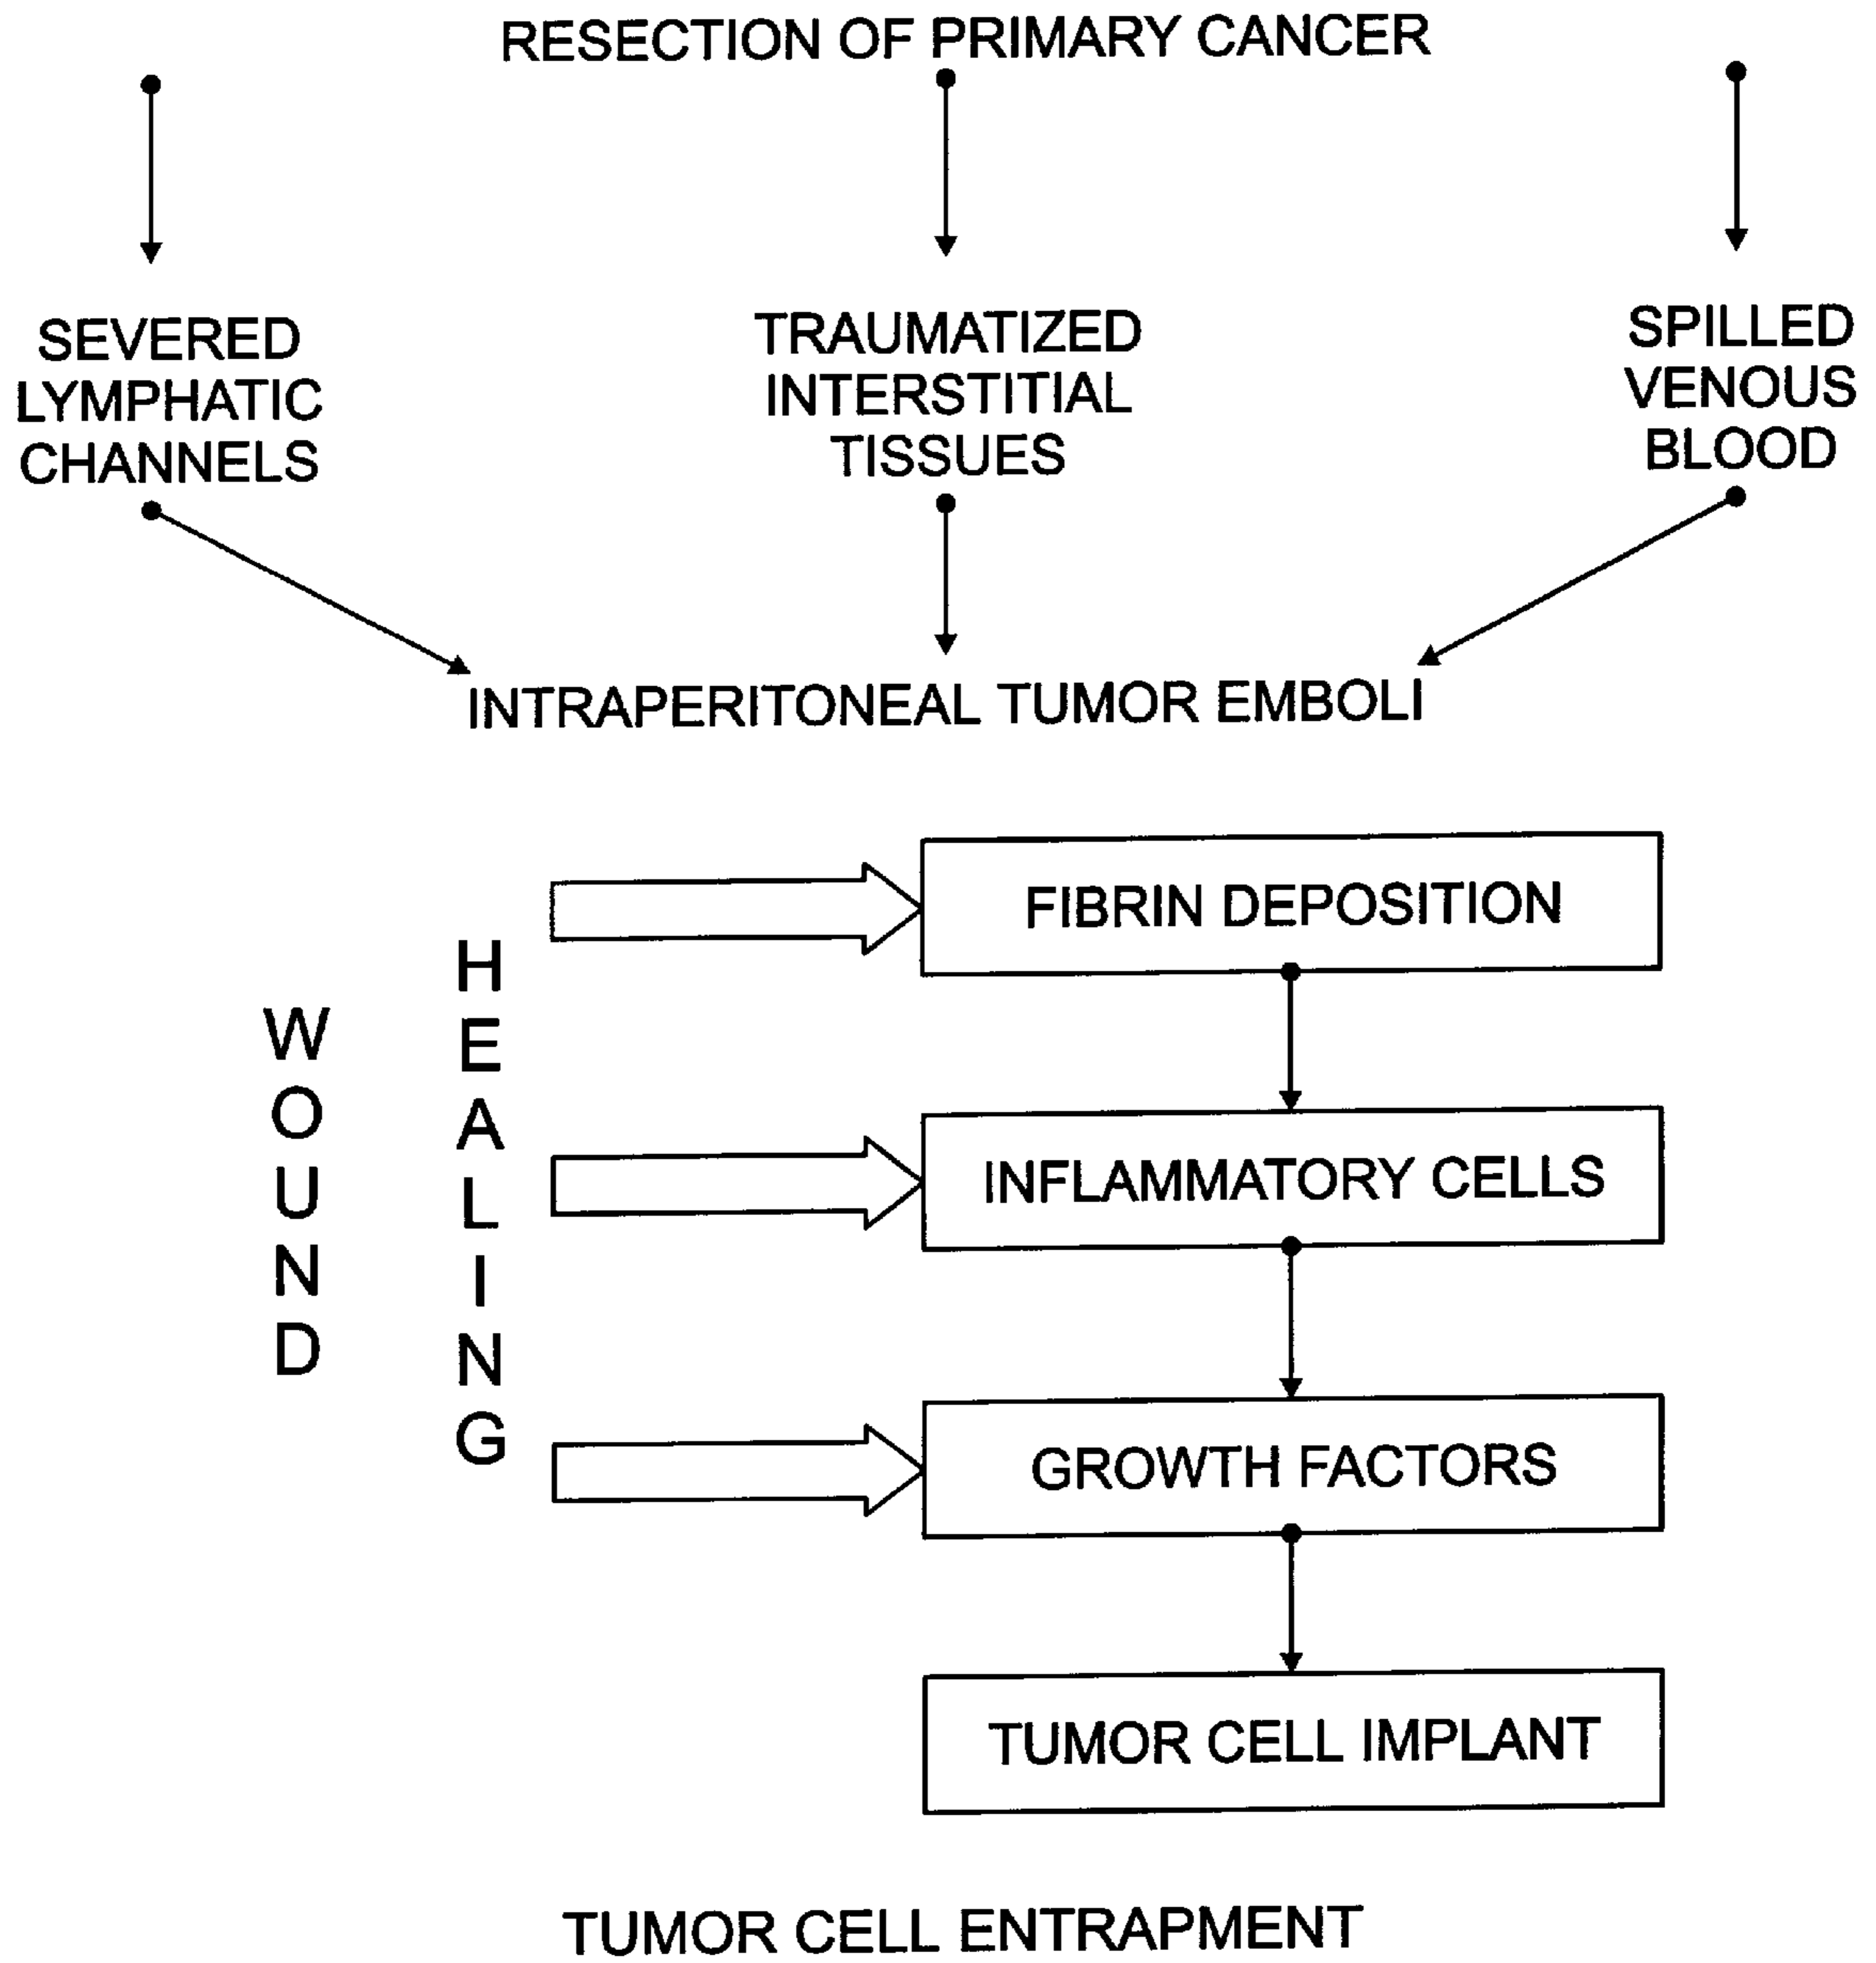 RESECTION OF PRIMARY CANCER
SEVERED
LYMPHATIC
CHANNELS
TRAUMATIZED
INTERSTITIAL
TISSUES
SPILLED
VENOUS
BLOOD
INTRAPERITONEAL TUMOR EMBOLI
WOUND
HEALING
FIBRIN DEPOSITION
INFLAMMATORY CELLS
GROWTH FACTORS
TUMOR CELL IMPLANT
TUMOR CELL ENTRAPMENT